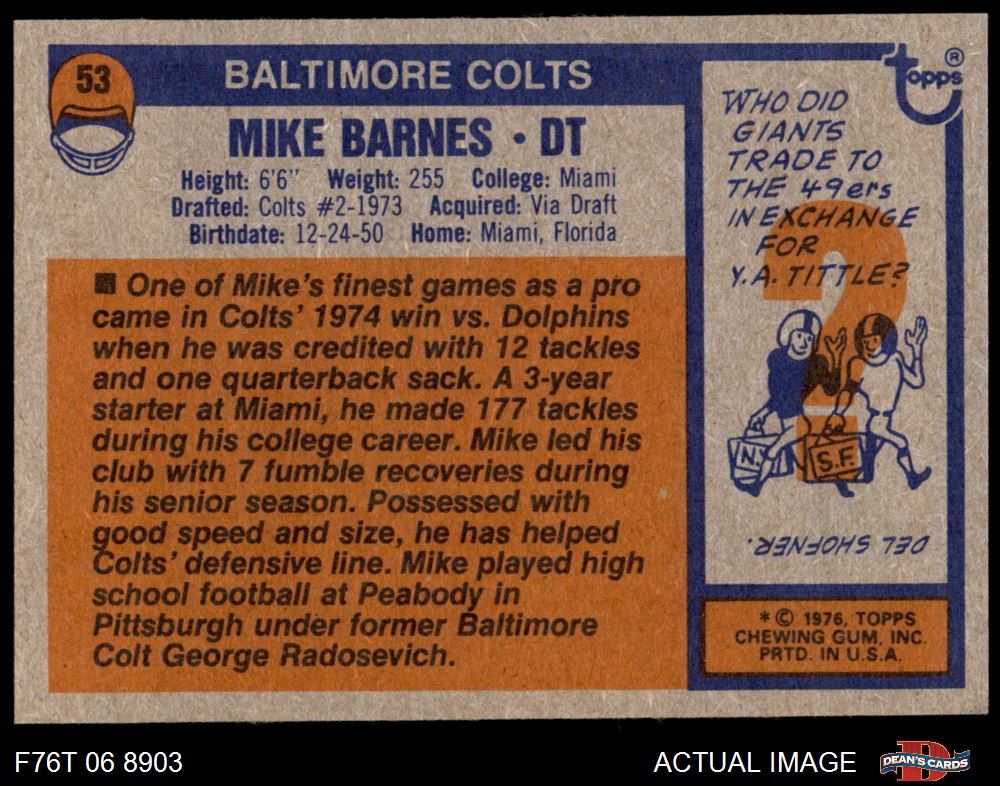 53
BALTIMORE COLTS
MIKE BARNES • DT
Height: 6'6" Weight: 255 College: Miami
Drafted: Colts #2-1973 Acquired: Via Draft
Birthdate: 12-24-50 Home: Miami, Florida
■ One of Mike's finest games as a pro
came in Colts' 1974 win vs. Dolphins
when he was credited with 12 tackles
and one quarterback sack. A 3-year
starter at Miami, he made 177 tackles
during his college career. Mike led his
club with 7 fumble recoveries during
his senior season. Possessed with
good speed and size, he has helped
Colts' defensive line. Mike played high
school football at Peabody in
Pittsburgh under former Baltimore
Colt George Radosevich.
topps®
WHO DID
GIANTS
TRADE TO
THE 49ers
IN EXCHANGE
FOR
Y.A. TITTLE?
?
N.Y.
S.F.
DEL SHOFNER.
* © 1976, TOPPS
CHEWING GUM, INC.
PRTD. IN U.S.A.
F76T 06 8903
ACTUAL IMAGE
D
DEAN'S CARDS